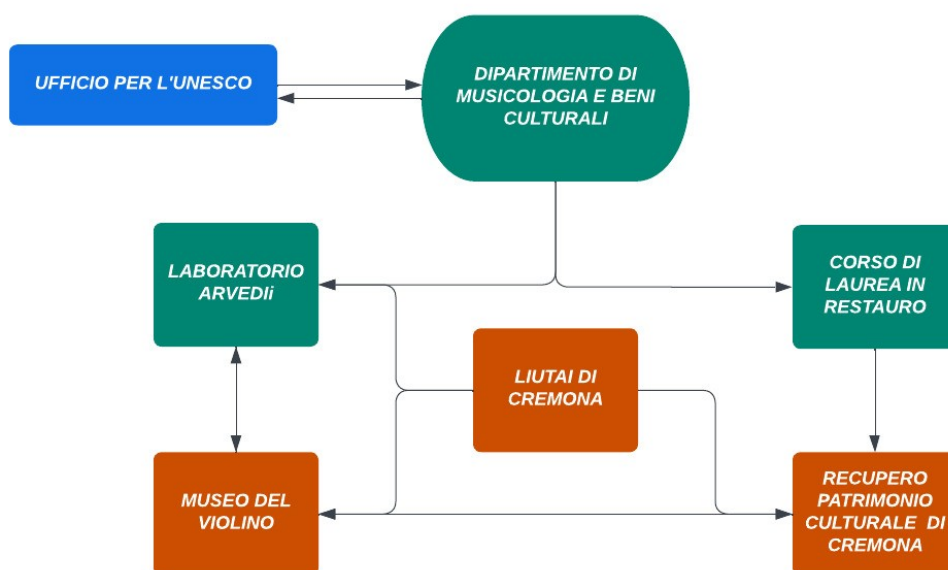 UFFICIO PER L'UNESCO
DIPARTIMENTO DI
MUSICOLOGIA E BENI
CULTURALI
LABORATORIO
ARVEDIi
CORSO DI
LAUREA IN
RESTAURO
LIUTAI DI
CREMONA
MUSEO DEL
VIOLINO
RECUPERO
PATRIMONIO
CULTURALE DI
CREMONA